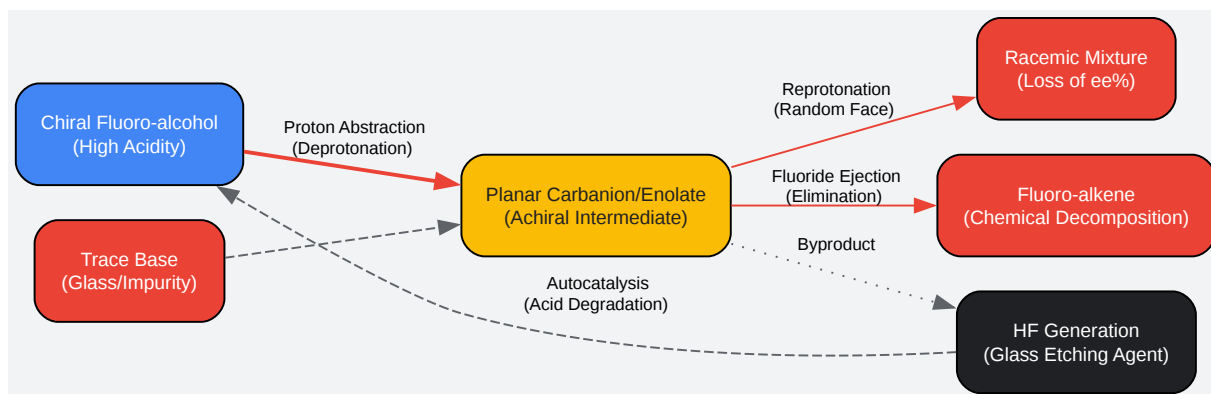 Chiral Fluoro-alcohol
(High Acidity)
Trace Base
(Glass/Impurity)
Proton Abstraction
(Deprotonation)
Planar Carbanion/Enolate
(Achiral Intermediate)
Reprotonation
(Random Face)
Fluoride Ejection
(Elimination)
Byproduct
Autocatalysis
(Acid Degradation)
Racemic Mixture
(Loss of ee%)
Fluoro-alkene
(Chemical Decomposition)
HF Generation
(Glass Etching Agent)